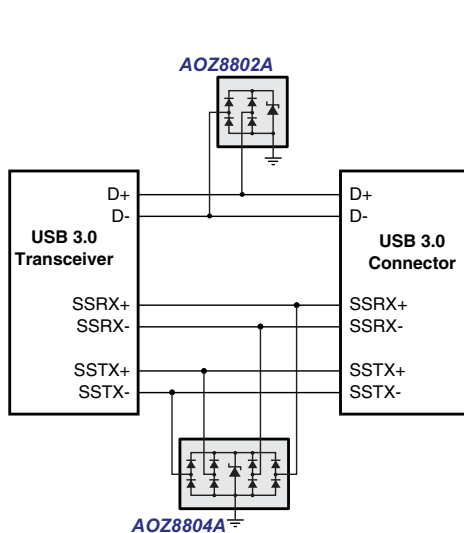 AOZ8802A
D+ D+
D- D-
USB 3.0
Transceiver
USB 3.0
Connector
SSRX+ SSRX+
SSRX- SSRX-
SSTX+ SSTX+
SSTX- SSTX-
AOZ8804A